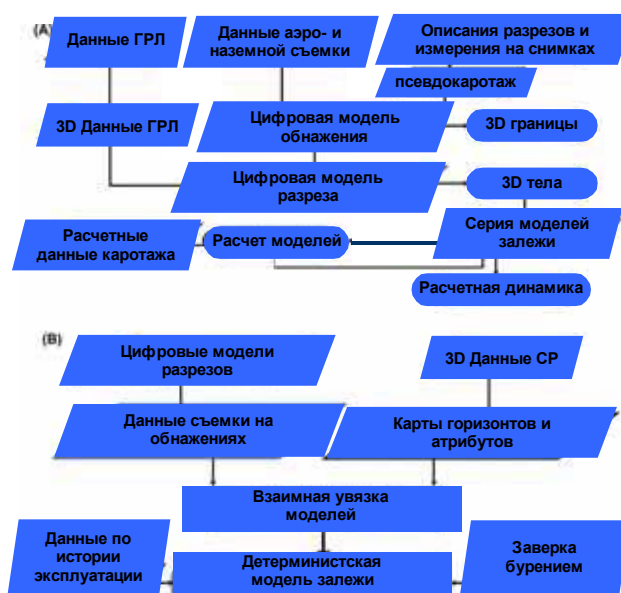 (A)
Данные ГРЛ
Данные аэро- и
наземной съемки
Описания разрезов и
измерения на снимках
псевдокаротаж
3D Данные ГРЛ
Цифровая модель
обнажения
3D границы
Цифровая модель
разреза
3D тела
Расчетные
данные каротажа
Расчет моделей
Серия моделей
залежи
Расчетная динамика
(B)
Цифровые модели
разрезов
3D Данные СР
Данные съемки на
обнажениях
Карты горизонтов и
атрибутов
Взаимная увязка
моделей
Данные по
истории
эксплуатации
Детерминистская
модель залежи
Заверка
бурением